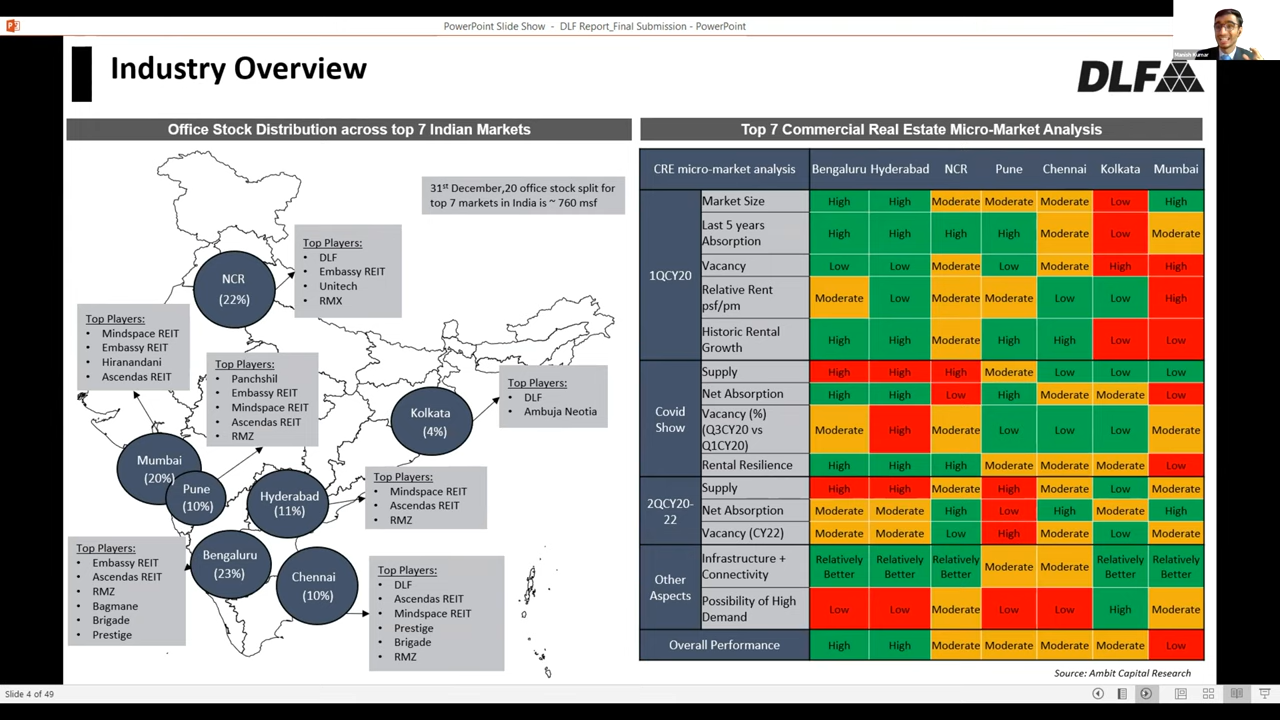 PowerPoint Slide Show - DLF Report_Final Submission - PowerPoint
Manish Kumar
Industry Overview
DLF
Office Stock Distribution across top 7 Indian Markets
31st December,20 office stock split for
top 7 markets in India is ~ 760 msf
NCR
(22%)
Top Players:
• DLF
• Embassy REIT
• Unitech
• RMX
Top Players:
• Mindspace REIT
• Embassy REIT
• Hiranandani
• Ascendas REIT
Top Players:
• Panchshil
• Embassy REIT
• Mindspace REIT
• Ascendas REIT
• RMZ
Kolkata
(4%)
Top Players:
• DLF
• Ambuja Neotia
Mumbai
(20%)
Pune
(10%)
Hyderabad
(11%)
Top Players:
• Mindspace REIT
• Ascendas REIT
• RMZ
Top Players:
• Embassy REIT
• Ascendas REIT
• RMZ
• Bagmane
• Brigade
• Prestige
Bengaluru
(23%)
Chennai
(10%)
Top Players:
• DLF
• Ascendas REIT
• Mindspace REIT
• Prestige
• Brigade
• RMZ
Top 7 Commercial Real Estate Micro-Market Analysis
CRE micro-market analysis Bengaluru Hyderabad NCR Pune Chennai Kolkata Mumbai
1QCY20
Market Size High High Moderate Moderate Moderate Low High
Last 5 years
Absorption High High High High Moderate Low Moderate
Vacancy Low Low Moderate Low Moderate High High
Relative Rent
psf/pm Moderate Low Moderate Moderate Low Low High
Historic Rental
Growth High High Moderate High High Low Low
Covid
Show
Supply High High High Moderate Low Low Low
Net Absorption High High Low High Moderate Moderate Low
Vacancy (%)
(Q3CY20 vs
Q1CY20) Moderate High Moderate Low Low Low Moderate
Rental Resilience High High High Moderate Moderate Moderate Low
2QCY20-
22
Supply High High Moderate High Moderate Low Moderate
Net Absorption Moderate Moderate High Low High Moderate High
Vacancy (CY22) Moderate Moderate Low High Moderate Low Moderate
Other
Aspects
Infrastructure +
Connectivity Relatively Better Relatively Better Relatively Better Moderate Moderate Relatively Better Relatively Better
Possibility of High
Demand Low Low Moderate Low Low High Moderate
Overall Performance High High Moderate Moderate Moderate Moderate Low
Source: Ambit Capital Research
Slide 4 of 49